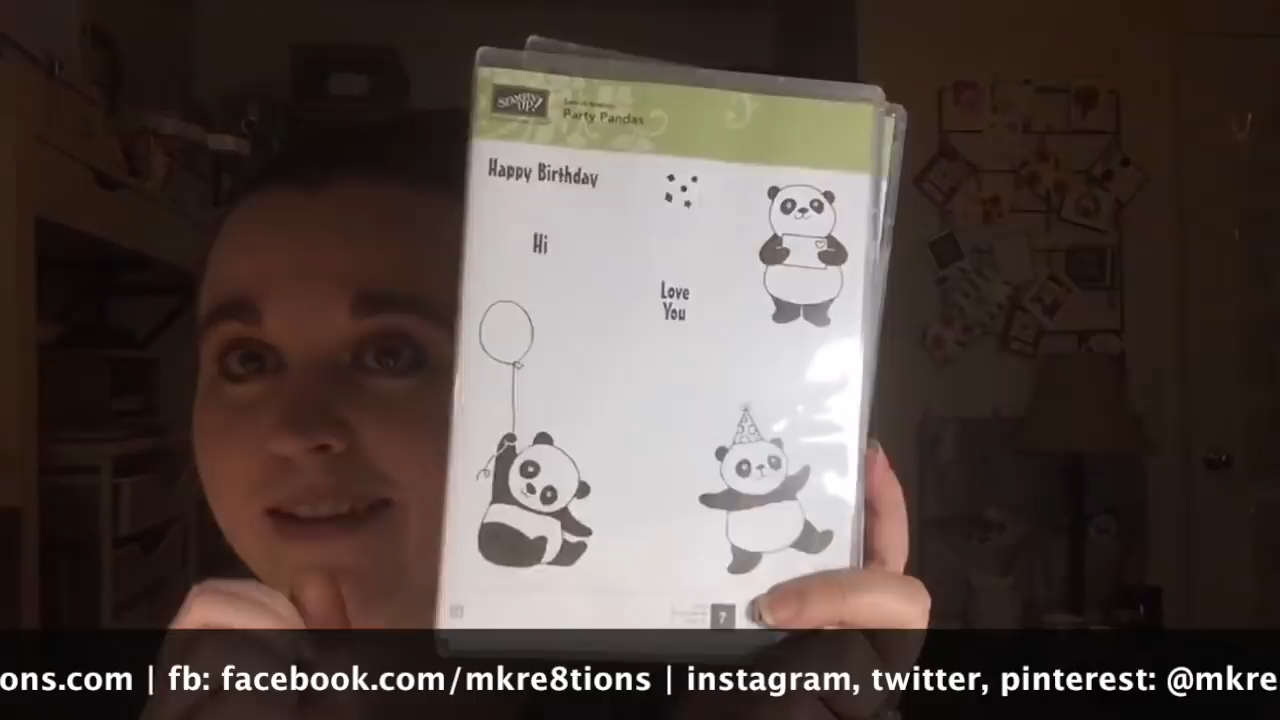 STAMPIN' UP!
Party Pandas
Happy Birthday
Hi
Love
You
7
ons.com | fb: facebook.com/mkre8tions | instagram, twitter, pinterest: @mkre